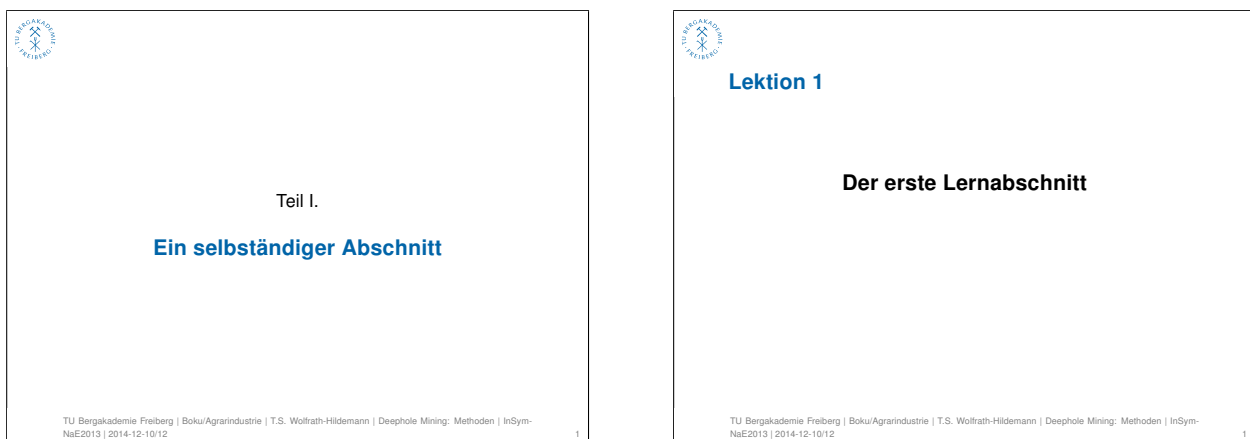 TU BERGAKADEMIE
FREIBERG
Teil I.
Ein selbständiger Abschnitt
TU Bergakademie Freiberg | Boku/Agrarindustrie | T.S. Wolfrath-Hildemann | Deephole Mining: Methoden | InSym-
NaE2013 | 2014-12-10/12
1
TU BERGAKADEMIE
FREIBERG
Lektion 1
Der erste Lernabschnitt
TU Bergakademie Freiberg | Boku/Agrarindustrie | T.S. Wolfrath-Hildemann | Deephole Mining: Methoden | InSym-
NaE2013 | 2014-12-10/12
1